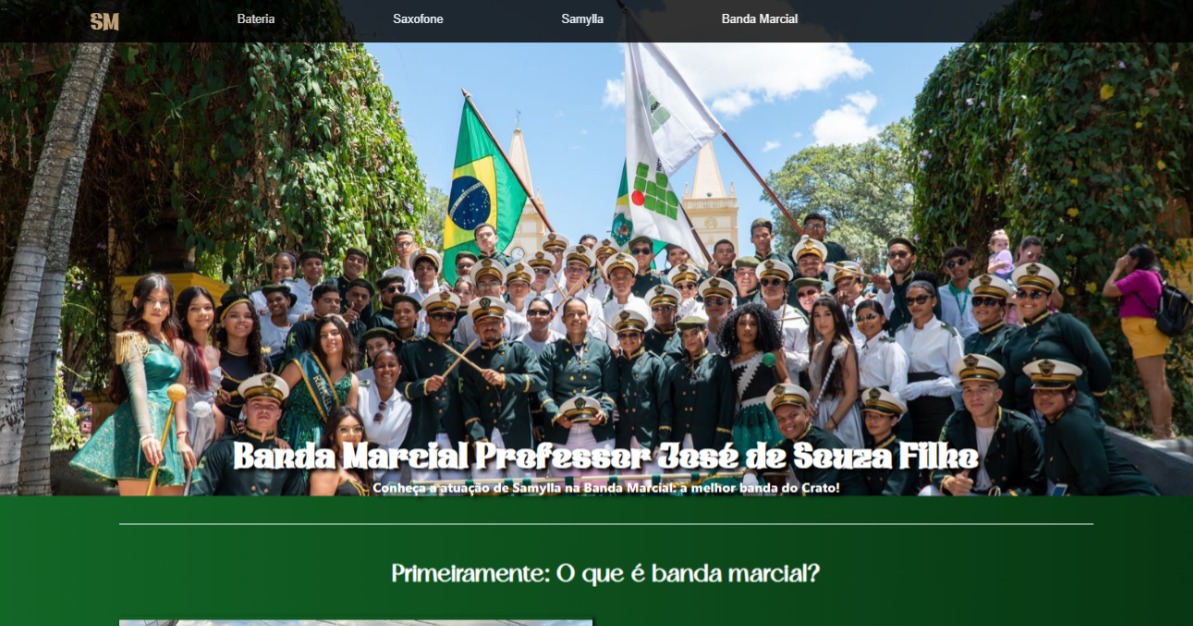 SM
Bateria
Saxofone
Samylla
Banda Marcial
Banda Marcial Professor José de Souza Filho
Conheça a atuação de Samylla na Banda Marcial: a melhor banda do Crato!
Primeiramente: O que é banda marcial?